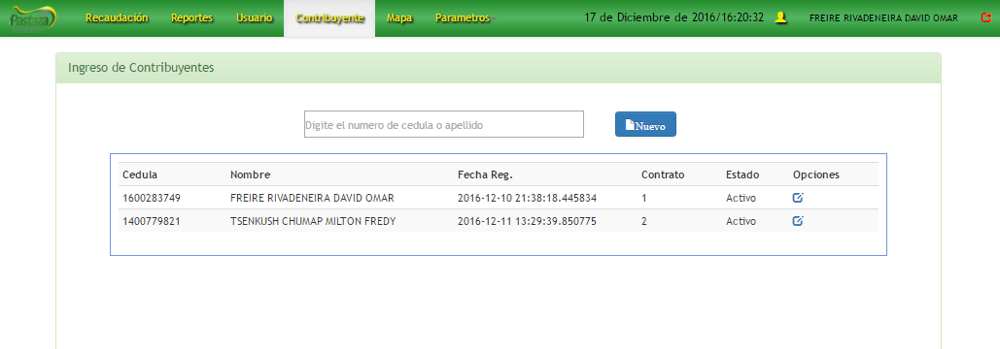 Pastaza Recaudación Reportes Usuario Contribuyente Mapa Parametros 17 de Diciembre de 2016/16:20:32 FREIRE RIVADENEIRA DAVID OMAR
Ingreso de Contribuyentes
Digite el numero de cedula o apellido Nuevo
Cedula Nombre Fecha Reg. Contrato Estado Opciones
1600283749 FREIRE RIVADENEIRA DAVID OMAR 2016-12-10 21:38:18.445834 1 Activo
1400779821 TSENKUSH CHUMAP MILTON FREDY 2016-12-11 13:29:39.850775 2 Activo